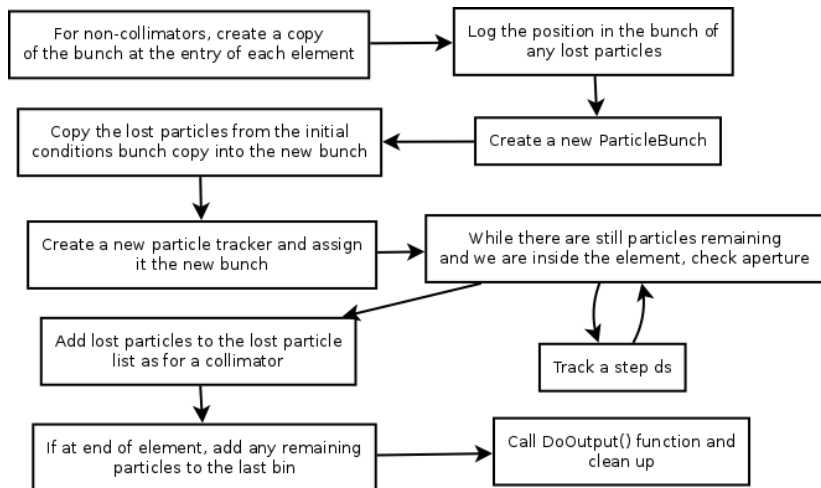 For non-collimators, create a copy
of the bunch at the entry of each element
Log the position in the bunch of
any lost particles
Create a new ParticleBunch
Copy the lost particles from the initial
conditions bunch copy into the new bunch
Create a new particle tracker and assign
it the new bunch
While there are still particles remaining
and we are inside the element, check aperture
Track a step ds
Add lost particles to the lost particle
list as for a collimator
If at end of element, add any remaining
particles to the last bin
Call DoOutput() function and
clean up